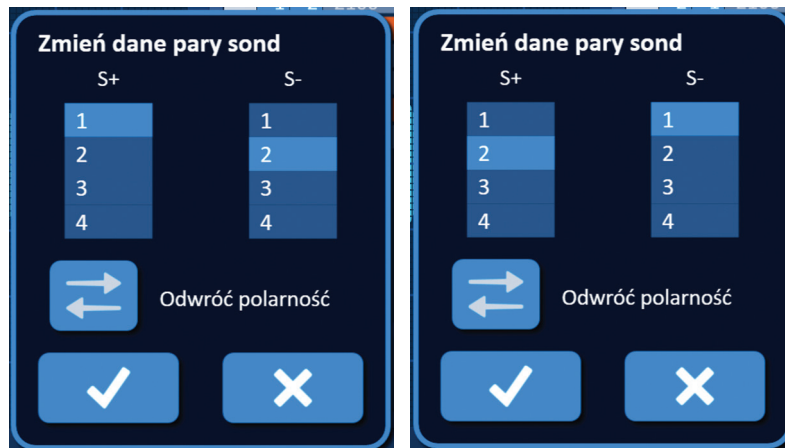 Zmień dane pary sond
S+ S-
1 1
2 2
3 3
4 4
Odwróć polarność
Zmień dane pary sond
S+ S-
1 1
2 2
3 3
4 4
Odwróć polarność